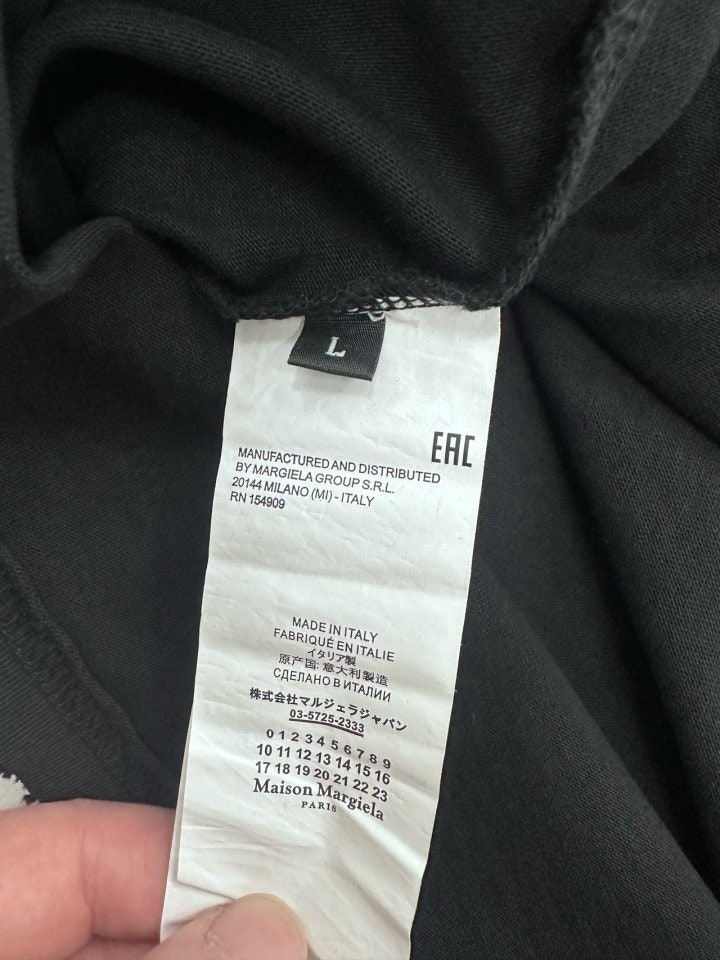 L
EAC
MANUFACTURED AND DISTRIBUTED
BY MARGIELA GROUP S.R.L.
20144 MILANO (MI) - ITALY
RN 154909
MADE IN ITALY
FABRIQUÉ EN ITALIE
イタリア製
原产国: 意大利製造
СДЕЛАНО В ИТАЛИИ
株式会社マルジェラジャパン
03-5725-2333
0 1 2 3 4 5 6 7 8 9
10 11 12 13 14 15 16
17 18 19 20 21 22 23
Maison Margiela
PARIS